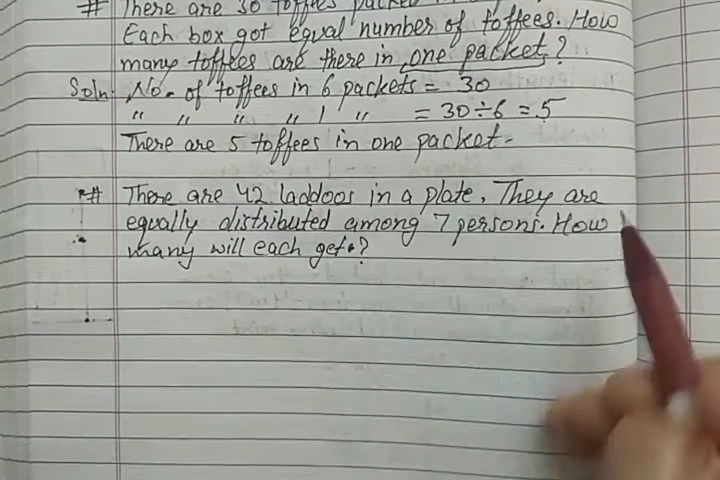 # There are 30 toffees packed
Each box got equal number of toffees. How
many toffees are there in one packet?
Soln. No. of toffees in 6 packets = 30
" " " " 1 " = 30÷6 = 5
There are 5 toffees in one packet.
# There are 42 laddoos in a plate. They are
equally distributed among 7 persons. How
many will each get?